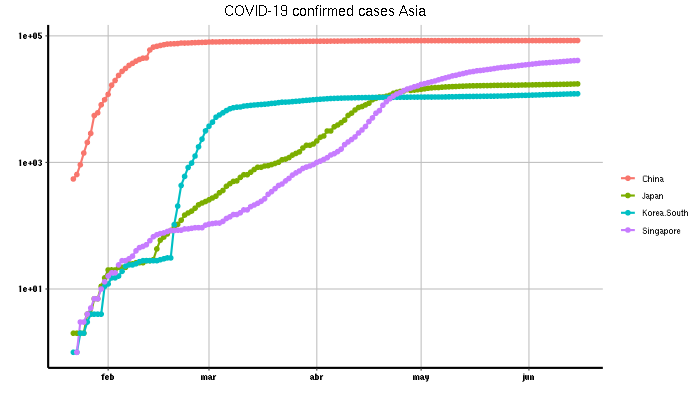 COVID-19 confirmed cases Asia
1e+05
1e+03
1e+01
feb mar abr may jun
China
Japan
Korea.South
Singapore